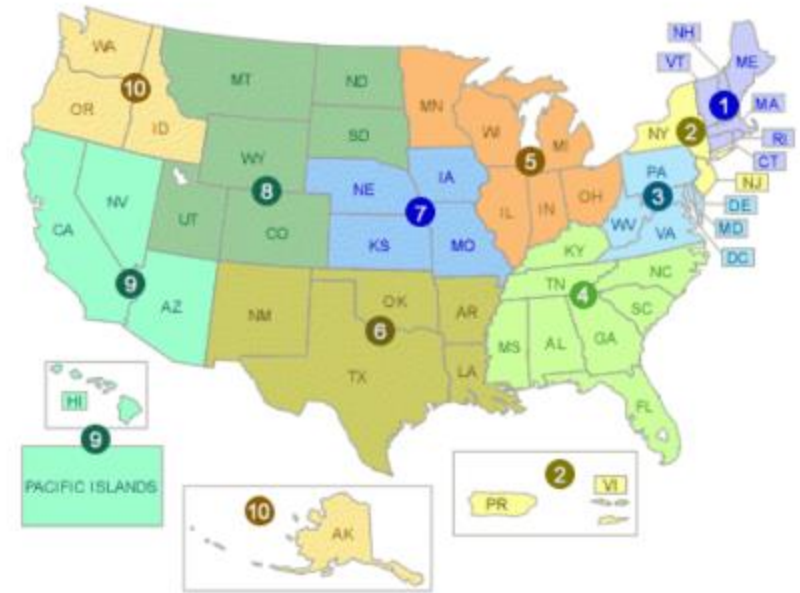 NH
WA
VT
ME
MT
ND
10
MN
OR
1
MA
ID
WI
MI
NY
2
RI
SD
CT
WY
5
PA
NJ
8
NE
IA
3
DE
NV
7
IL
IN
OH
WV
MD
UT
CA
CO
KS
MO
VA
DC
KY
9
TN
NC
AZ
NM
OK
AR
4
SC
6
MS
AL
GA
TX
LA
HI
FL
9
PACIFIC ISLANDS
2
VI
PR
10
AK